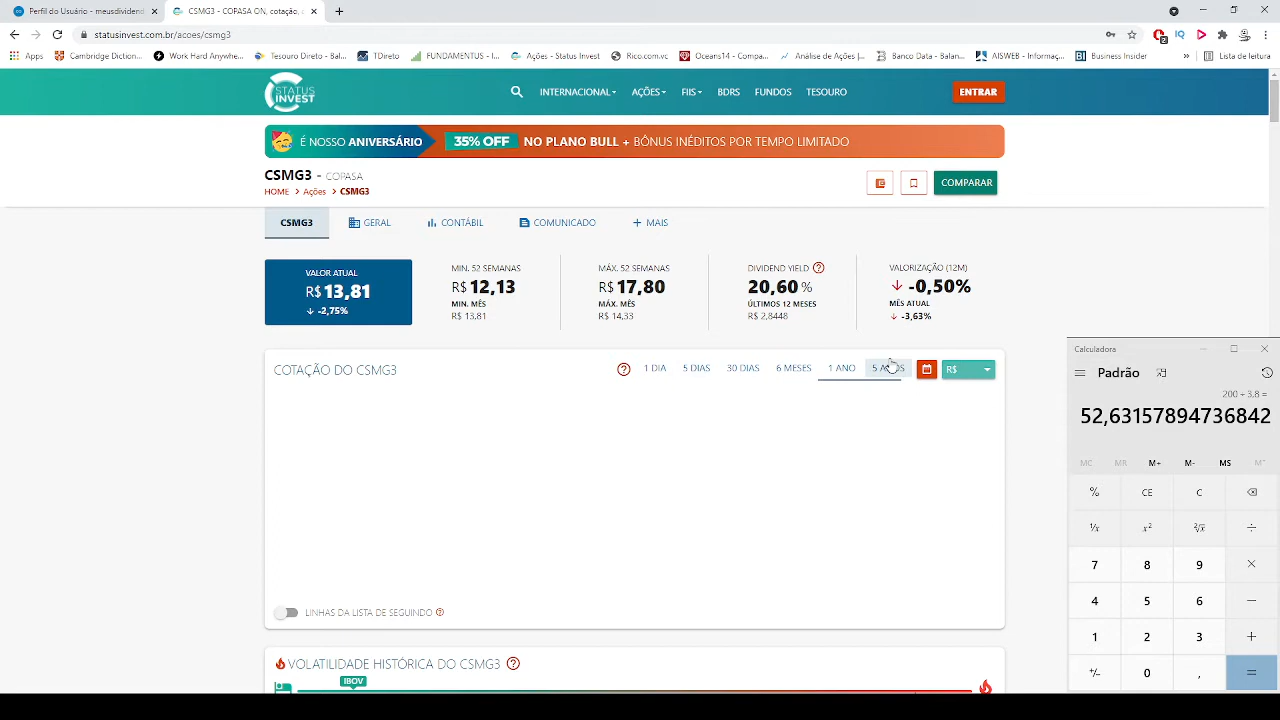 Perfil do Usuário - meusdividend
CSMG3 - COPASA ON, cotação, c
statusinvest.com.br/acoes/csmg3
Apps
Cambridge Diction...
Work Hard Anywhe...
Tesouro Direto - Bal...
TDireto
FUNDAMENTUS - I...
Ações - Status Invest
Rico.com.vc
Oceans14 - Compa...
Análise de Ações |...
Banco Data - Balan...
AISWEB - Informaç...
Business Insider
»
Lista de leitura
STATUS
INVEST
INTERNACIONAL
AÇÕES
FIIS
BDRS
FUNDOS
TESOURO
ENTRAR
É NOSSO ANIVERSÁRIO
35% OFF NO PLANO BULL + BÔNUS INÉDITOS POR TEMPO LIMITADO
CSMG3 - COPASA
HOME > Ações > CSMG3
COMPARAR
CSMG3
GERAL
CONTÁBIL
COMUNICADO
+ MAIS
VALOR ATUAL
R$ 13,81
-2,75%
MIN. 52 SEMANAS
R$ 12,13
MIN. MÊS
R$ 13,81
MÁX. 52 SEMANAS
R$ 17,80
MÁX. MÊS
R$ 14,33
DIVIDEND YIELD ?
20,60 %
ÚLTIMOS 12 MESES
R$ 2,8448
VALORIZAÇÃO (12M)
-0,50%
MÊS ATUAL
-3,63%
COTAÇÃO DO CSMG3
?
1 DIA
5 DIAS
30 DIAS
6 MESES
1 ANO
R$
LINHAS DA LISTA DE SEGUINDO ?
VOLATILIDADE HISTÓRICA DO CSMG3 ?
IBOV
Calculadora
Padrão
200 ÷ 3,8 =
52,63157894736842
MC MR M+ M- MS M˅
% CE C
¹/x x² ²√x ÷
7 8 9 ×
4 5 6 −
1 2 3 +
+/- 0 , =